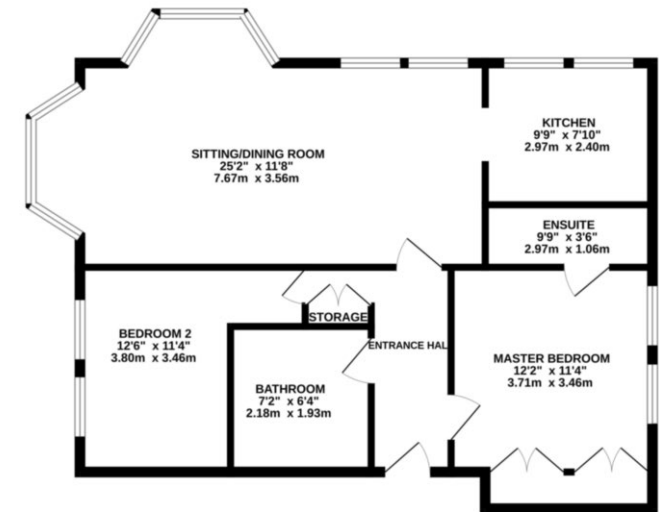 SITTING/DINING ROOM
25'2" x 11'8"
7.67m x 3.56m
KITCHEN
9'9" x 7'10"
2.97m x 2.40m
ENSUITE
9'9" x 3'6"
2.97m x 1.06m
STORAGE
BEDROOM 2
12'6" x 11'4"
3.80m x 3.46m
ENTRANCE HAL
MASTER BEDROOM
12'2" x 11'4"
3.71m x 3.46m
BATHROOM
7'2" x 6'4"
2.18m x 1.93m